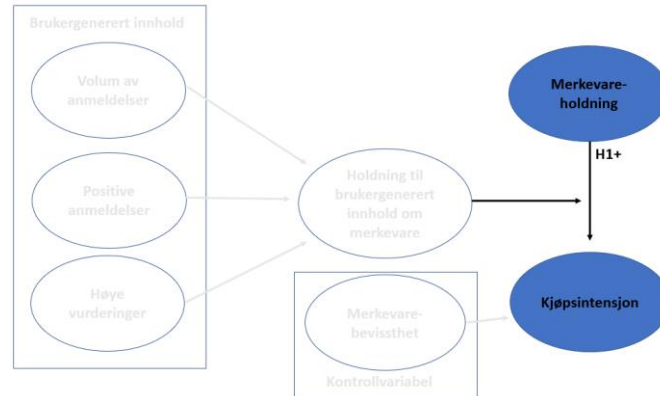 Brukergenerert innhold
Volum av
anmeldelser
Positive
anmeldelser
Høye
vurderinger
Holdning til
brukergenerert
innhold om
merkevare
Merkevare-
bevissthet
Kontrollvariabel
Merkevare-
holdning
H1+
Kjøpsintensjon